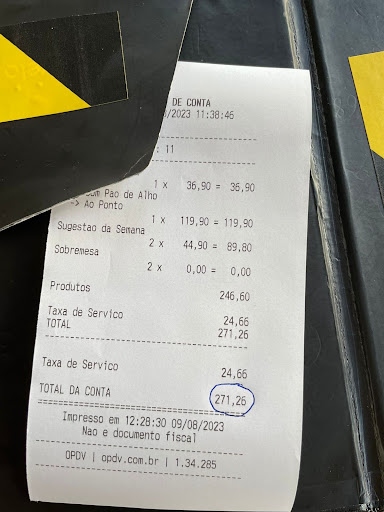 DE CONTA
/2023 11:38:46
: 11
1 x 36,90 = 36,90
om Pao de Alho
-> Ao Ponto
1 x 119,90 = 119,90
Sugestao da Semana
2 x 44,90 = 89,80
Sobremesa
2 x 0,00 = 0,00
Produtos 246,60
Taxa de Servico 24,66
TOTAL 271,26
Taxa de Servico 24,66
TOTAL DA CONTA 271,26
Impresso em 12:28:30 09/08/2023
Nao e documento fiscal
OPDV | opdv.com.br | 1.34.285